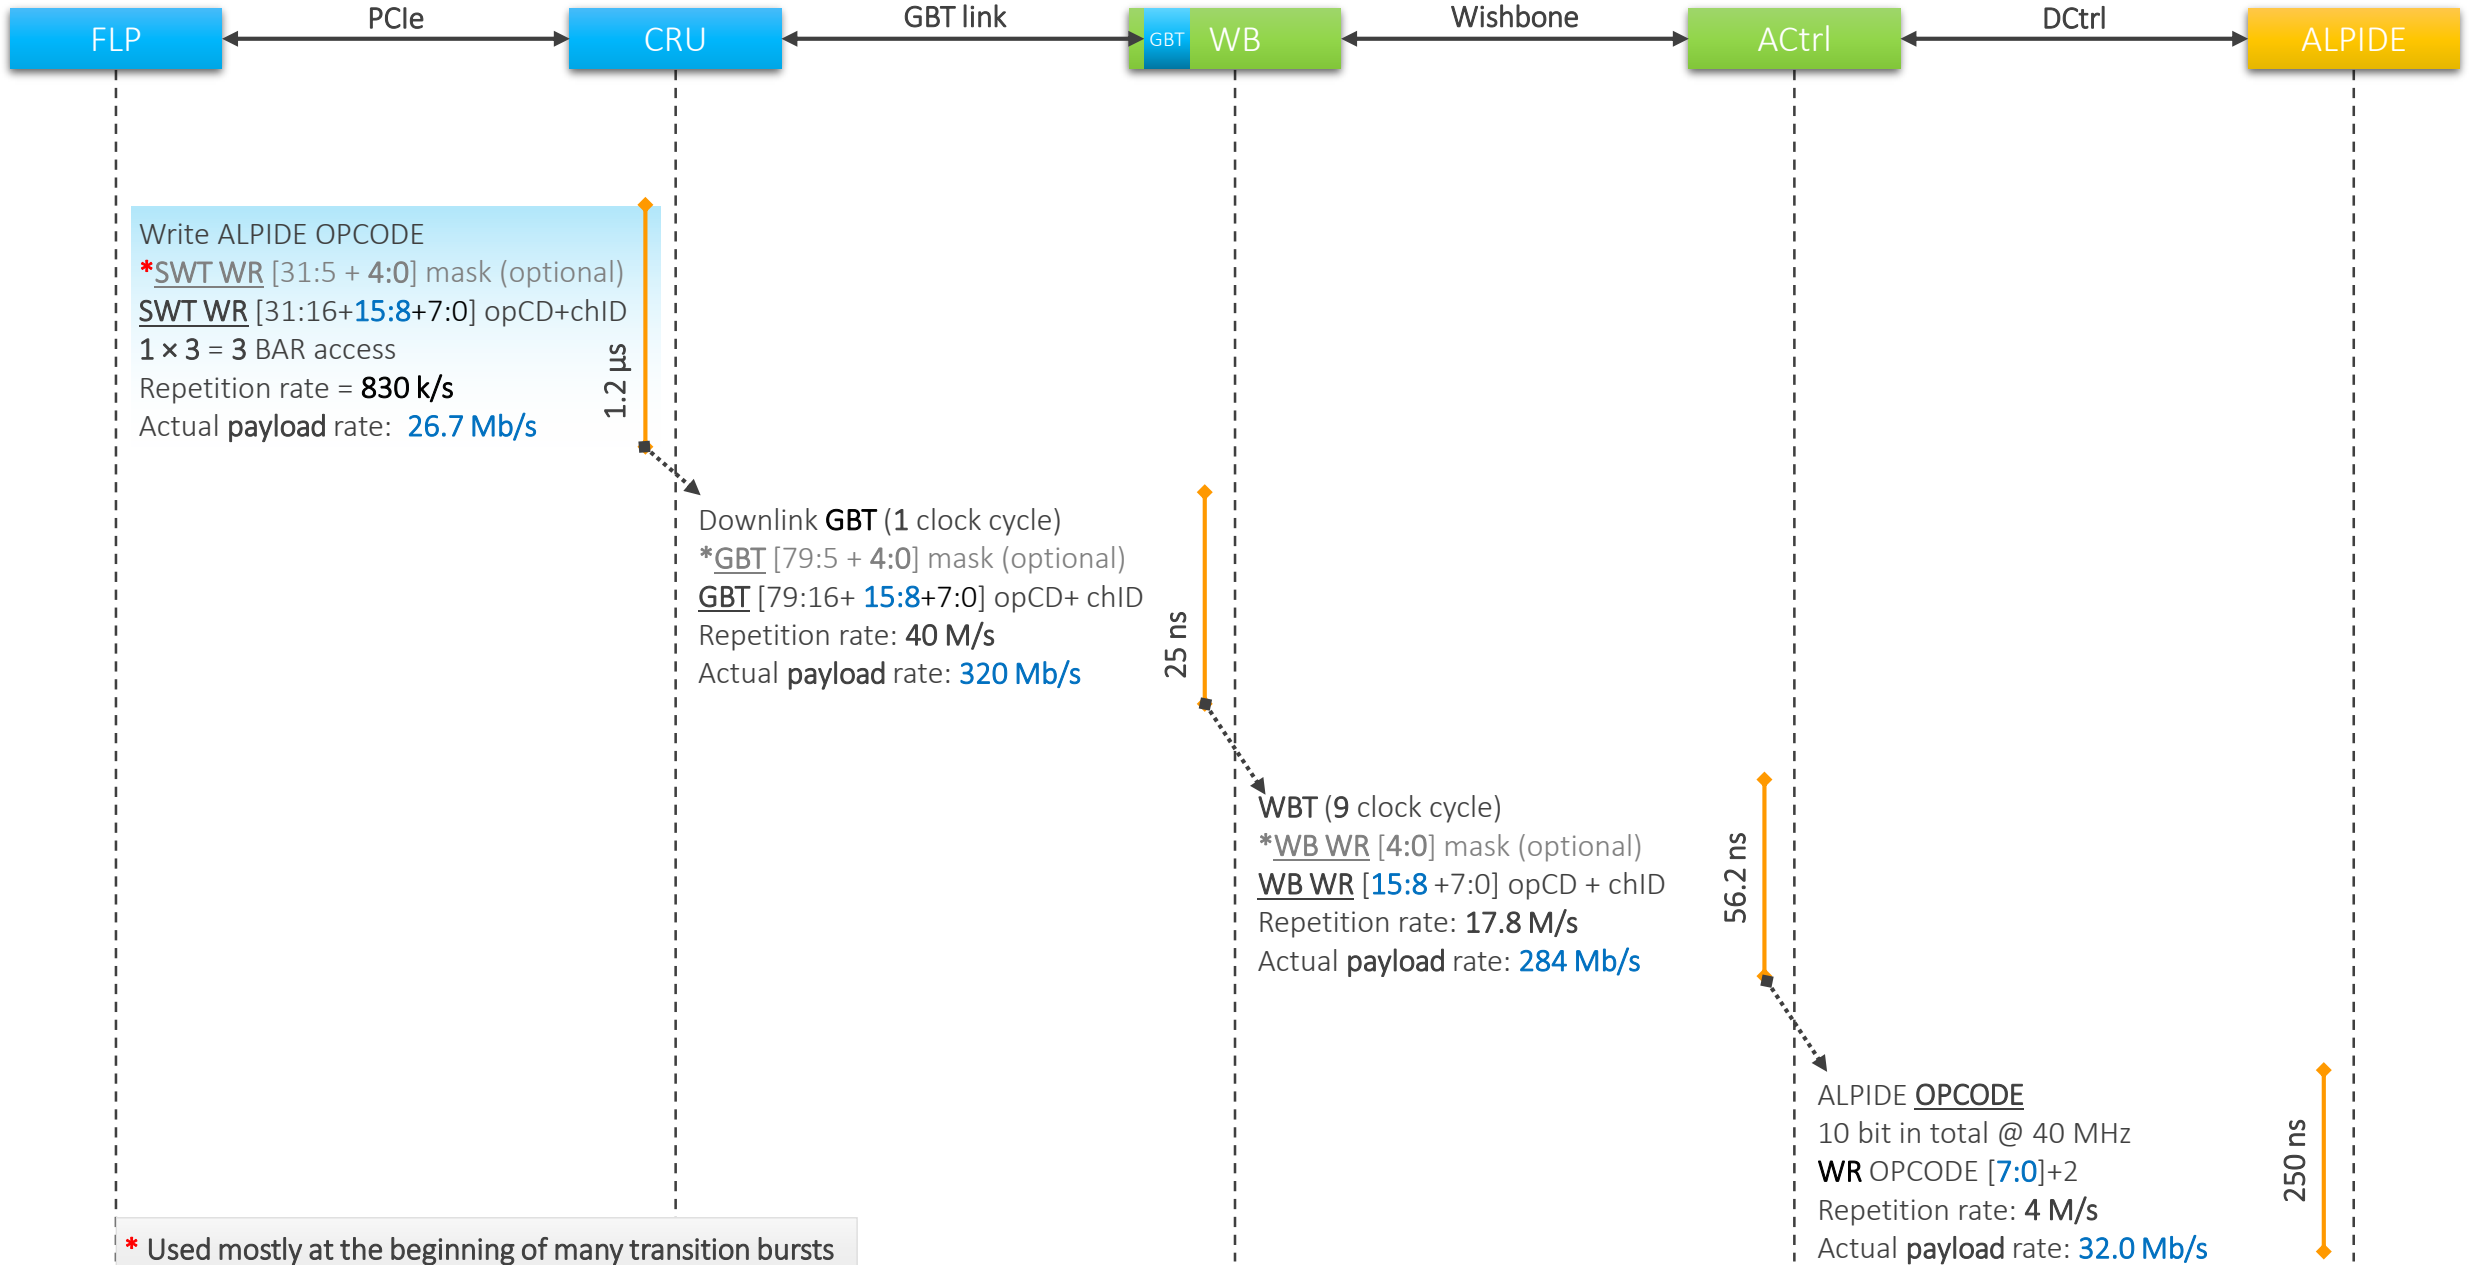 FLP
PCIe
CRU
GBT link
GBT
WB
Wishbone
ACtrl
DCtrl
ALPIDE
Write ALPIDE OPCODE
*SWT WR [31:5 + 4:0] mask (optional)
SWT WR [31:16+15:8+7:0] opCD+chID
1 × 3 = 3 BAR access
Repetition rate = 830 k/s
Actual payload rate: 26.7 Mb/s
1.2 µs
Downlink GBT (1 clock cycle)
*GBT [79:5 + 4:0] mask (optional)
GBT [79:16+ 15:8+7:0] opCD+ chID
Repetition rate: 40 M/s
Actual payload rate: 320 Mb/s
25 ns
WBT (9 clock cycle)
*WB WR [4:0] mask (optional)
WB WR [15:8 +7:0] opCD + chID
Repetition rate: 17.8 M/s
Actual payload rate: 284 Mb/s
56.2 ns
ALPIDE OPCODE
10 bit in total @ 40 MHz
WR OPCODE [7:0]+2
Repetition rate: 4 M/s
Actual payload rate: 32.0 Mb/s
250 ns
* Used mostly at the beginning of many transition bursts